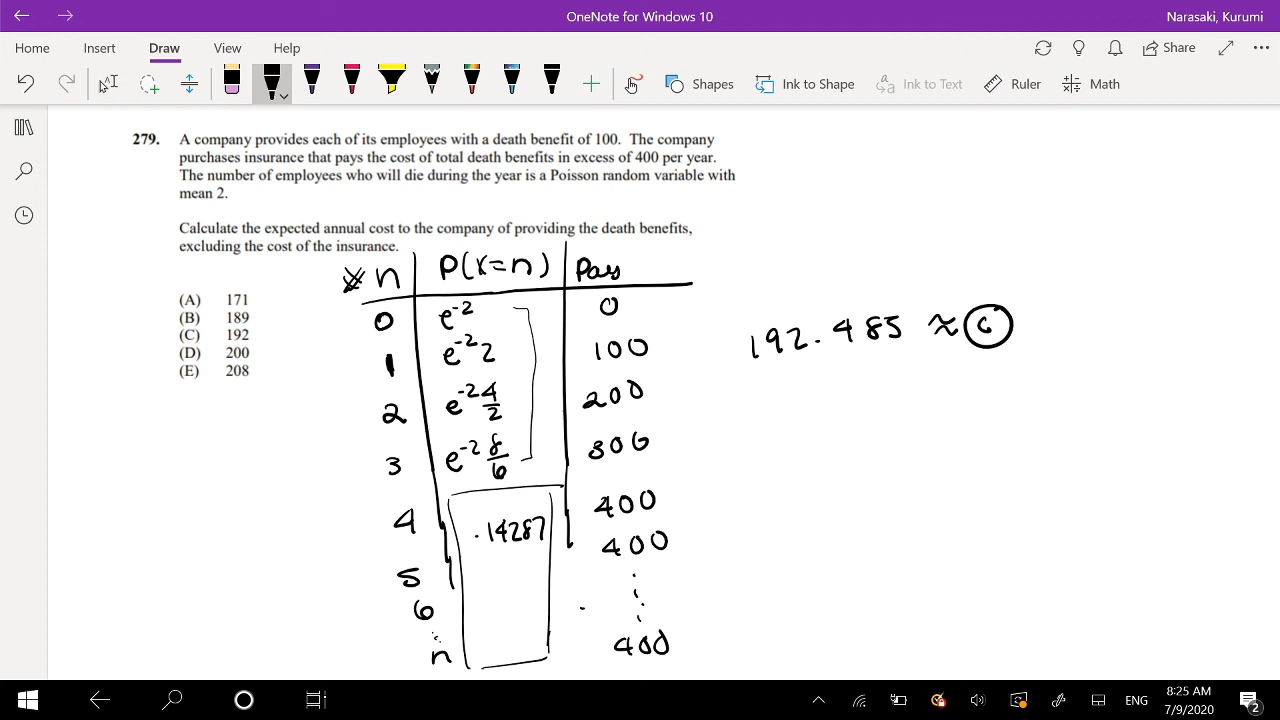 OneNote for Windows 10
Narasaki, Kurumi
Home Insert Draw View Help
Share
Shapes Ink to Shape Ink to Text Ruler Math
279. A company provides each of its employees with a death benefit of 100. The company
purchases insurance that pays the cost of total death benefits in excess of 400 per year.
The number of employees who will die during the year is a Poisson random variable with
mean 2.
Calculate the expected annual cost to the company of providing the death benefits,
excluding the cost of the insurance.
(A) 171
(B) 189
(C) 192
(D) 200
(E) 208
n P(X=n) Pay
0 e^-2 0
1 e^-2 2 100
2 e^-2 4/2 200
3 e^-2 8/6 300
4 .14287 400
5 400
6
n 400
192.485 ≈ C
ENG
8:25 AM
7/9/2020
2